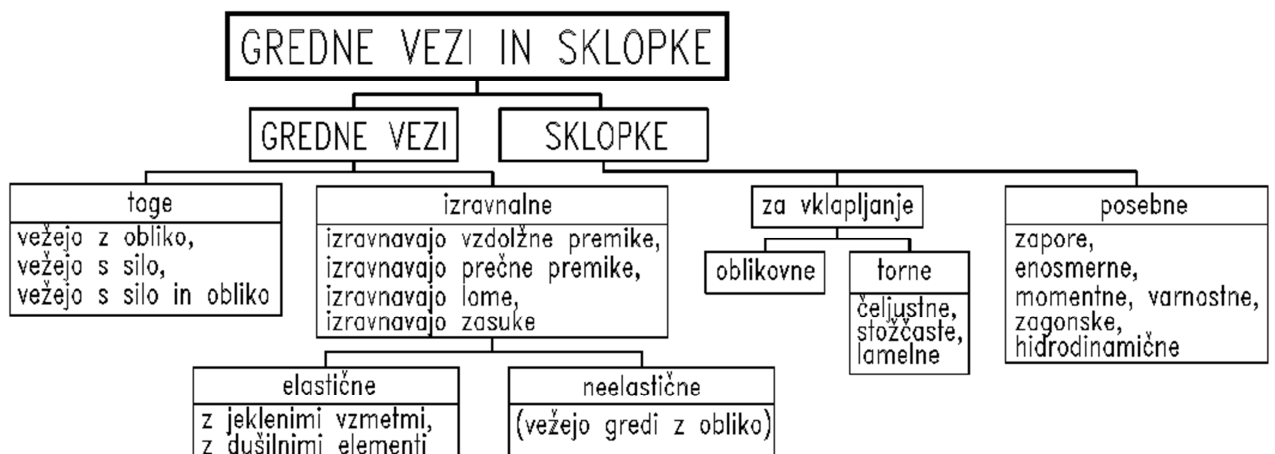 GREDNE VEZI IN SKLOPKE
GREDNE VEZI
SKLOPKE
toge
vežejo z obliko,
vežejo s silo,
vežejo s silo in obliko
izravnalne
izravnavajo vzdolžne premike,
izravnavajo prečne premike,
izravnavajo lome,
izravnavajo zasuke
za vklapljanje
oblikovne
torne
čeljustne,
stožčaste,
lamelne
posebne
zapore,
enosmerne,
momentne, varnostne,
zagonske,
hidrodinamične
elastične
z jeklenimi vzmetmi,
z dušilnimi elementi
neelastične
(vežejo gredi z obliko)